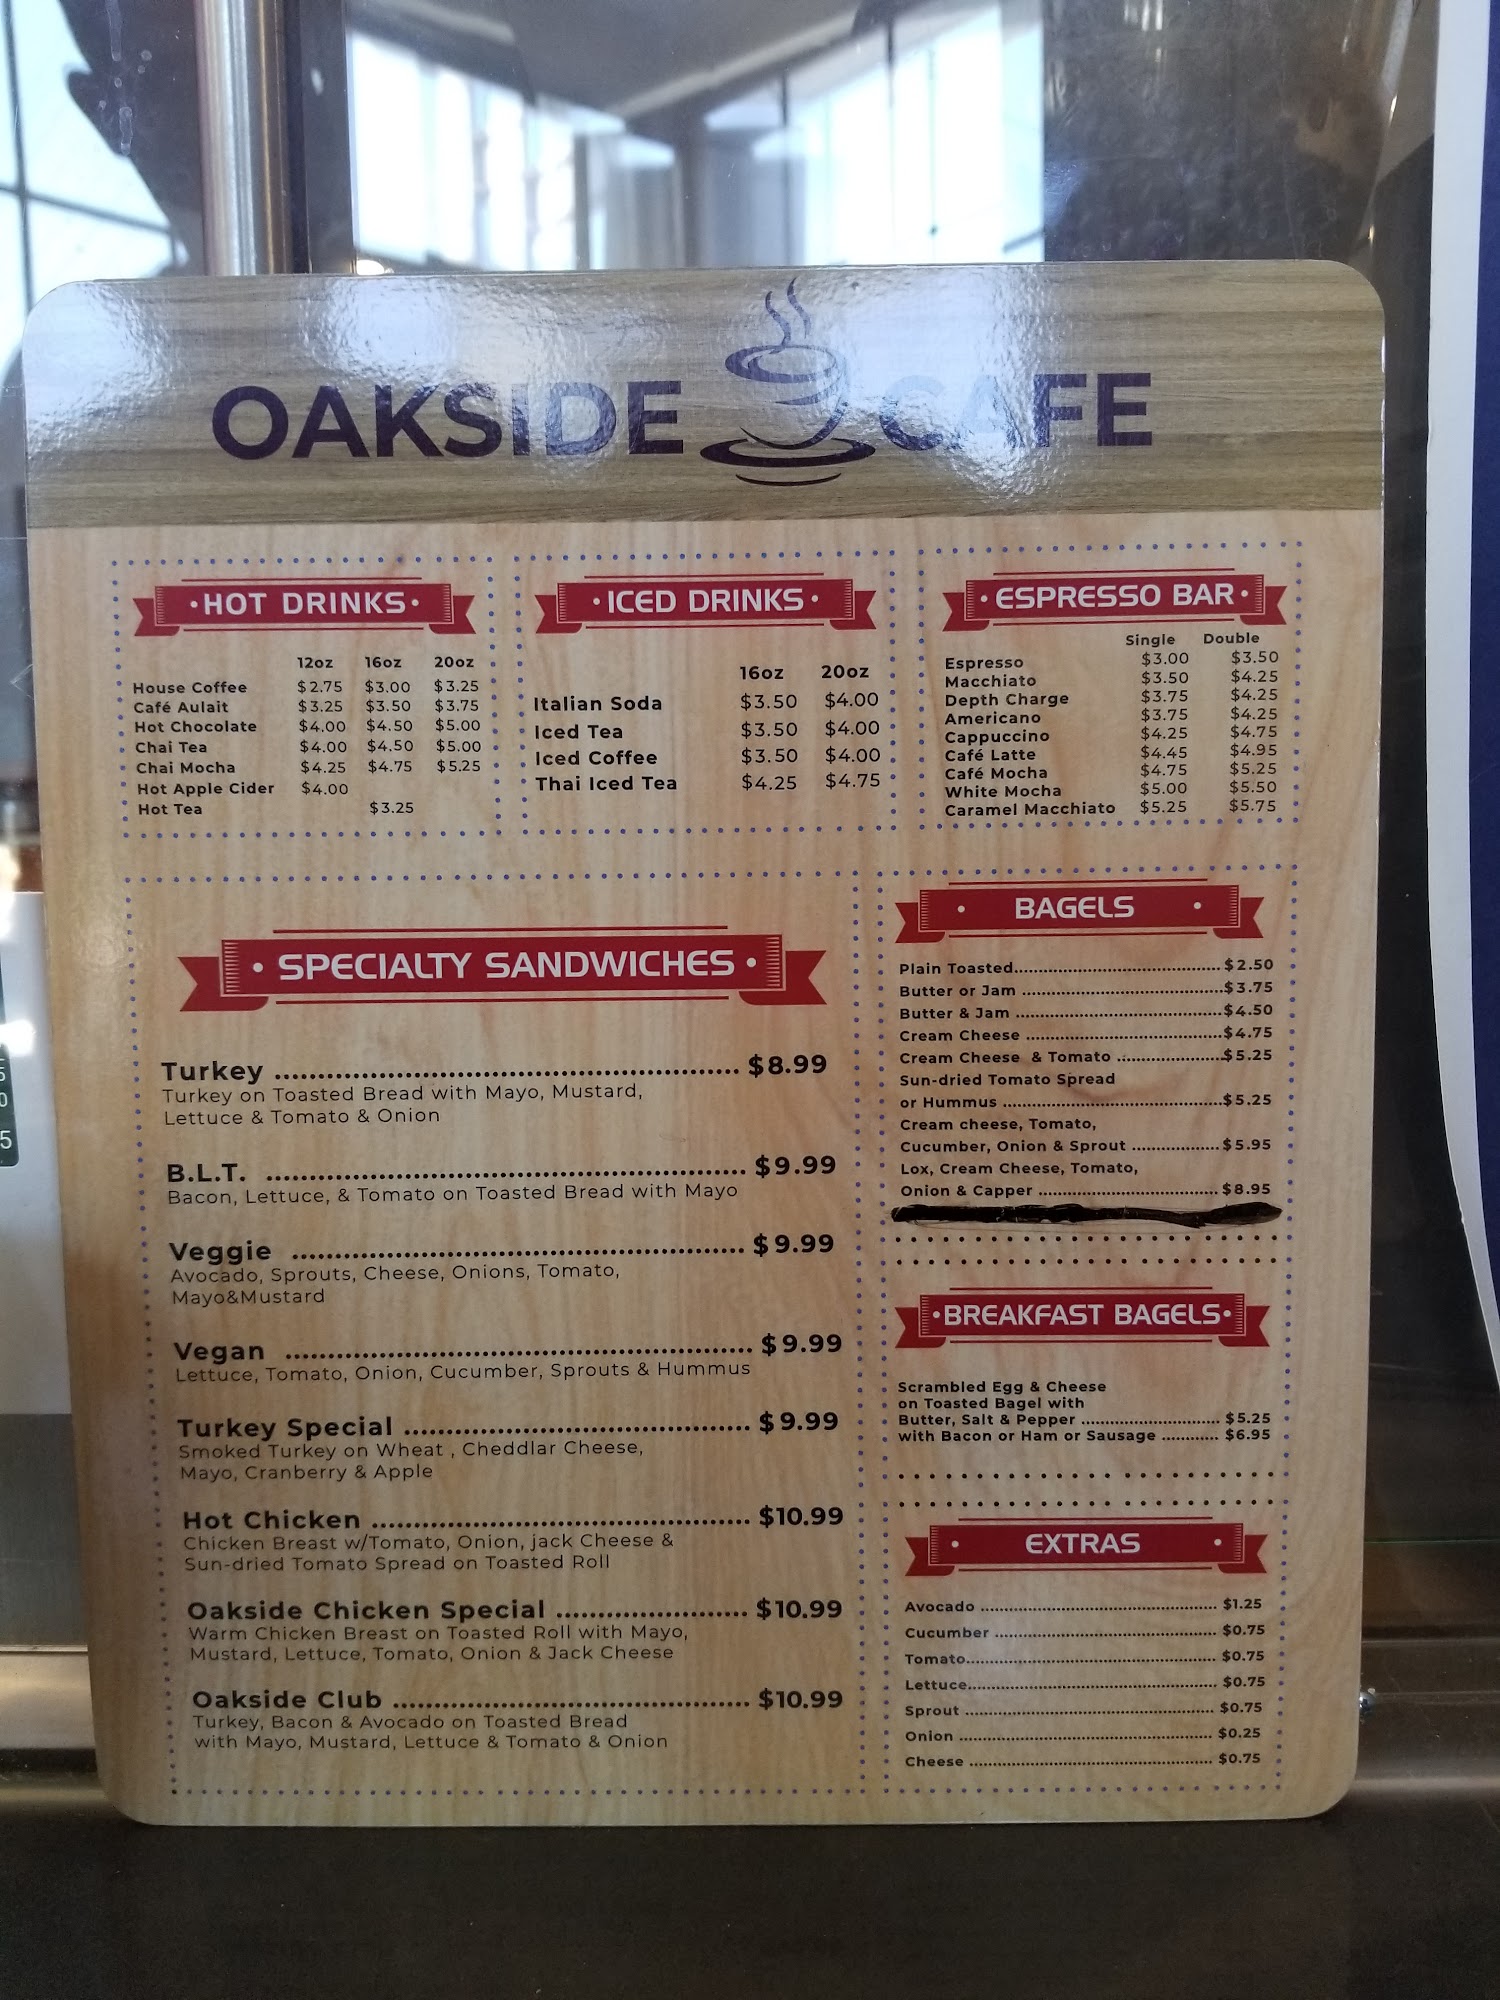 OAKSIDE CAFE
•HOT DRINKS•
12oz 16oz 20oz
House Coffee $2.75 $3.00 $3.25
Café Aulait $3.25 $3.50 $3.75
Hot Chocolate $4.00 $4.50 $5.00
Chai Tea $4.00 $4.50 $5.00
Chai Mocha $4.25 $4.75 $5.25
Hot Apple Cider $4.00
Hot Tea $3.25
•ICED DRINKS•
16oz 20oz
Italian Soda $3.50 $4.00
Iced Tea $3.50 $4.00
Iced Coffee $3.50 $4.00
Thai Iced Tea $4.25 $4.75
•ESPRESSO BAR•
Single Double
Espresso $3.00 $3.50
Macchiato $3.50 $4.25
Depth Charge $3.75 $4.25
Americano $3.75 $4.25
Cappuccino $4.25 $4.75
Café Latte $4.45 $4.95
Café Mocha $4.75 $5.25
White Mocha $5.00 $5.50
Caramel Macchiato $5.25 $5.75
• SPECIALTY SANDWICHES •
Turkey ........ $8.99
Turkey on Toasted Bread with Mayo, Mustard,
Lettuce & Tomato & Onion
B.L.T. ........ $9.99
Bacon, Lettuce, & Tomato on Toasted Bread with Mayo
Veggie ........ $9.99
Avocado, Sprouts, Cheese, Onions, Tomato,
Mayo&Mustard
Vegan ........ $9.99
Lettuce, Tomato, Onion, Cucumber, Sprouts & Hummus
Turkey Special ........ $9.99
Smoked Turkey on Wheat , Cheddlar Cheese,
Mayo, Cranberry & Apple
Hot Chicken ........ $10.99
Chicken Breast w/Tomato, Onion, jack Cheese &
Sun-dried Tomato Spread on Toasted Roll
Oakside Chicken Special ........ $10.99
Warm Chicken Breast on Toasted Roll with Mayo,
Mustard, Lettuce, Tomato, Onion & Jack Cheese
Oakside Club ........ $10.99
Turkey, Bacon & Avocado on Toasted Bread
with Mayo, Mustard, Lettuce & Tomato & Onion
• BAGELS •
Plain Toasted........ $2.50
Butter or Jam ........$3.75
Butter & Jam ........$4.50
Cream Cheese ........$4.75
Cream Cheese & Tomato ........$5.25
Sun-dried Tomato Spread
or Hummus ........$5.25
Cream cheese, Tomato,
Cucumber, Onion & Sprout ........$5.95
Lox, Cream Cheese, Tomato,
Onion & Capper ........$8.95
•BREAKFAST BAGELS•
Scrambled Egg & Cheese
on Toasted Bagel with
Butter, Salt & Pepper ........ $5.25
with Bacon or Ham or Sausage ........ $6.95
• EXTRAS •
Avocado ........ $1.25
Cucumber ........ $0.75
Tomato........ $0.75
Lettuce........ $0.75
Sprout ........ $0.75
Onion ........ $0.25
Cheese ........ $0.75